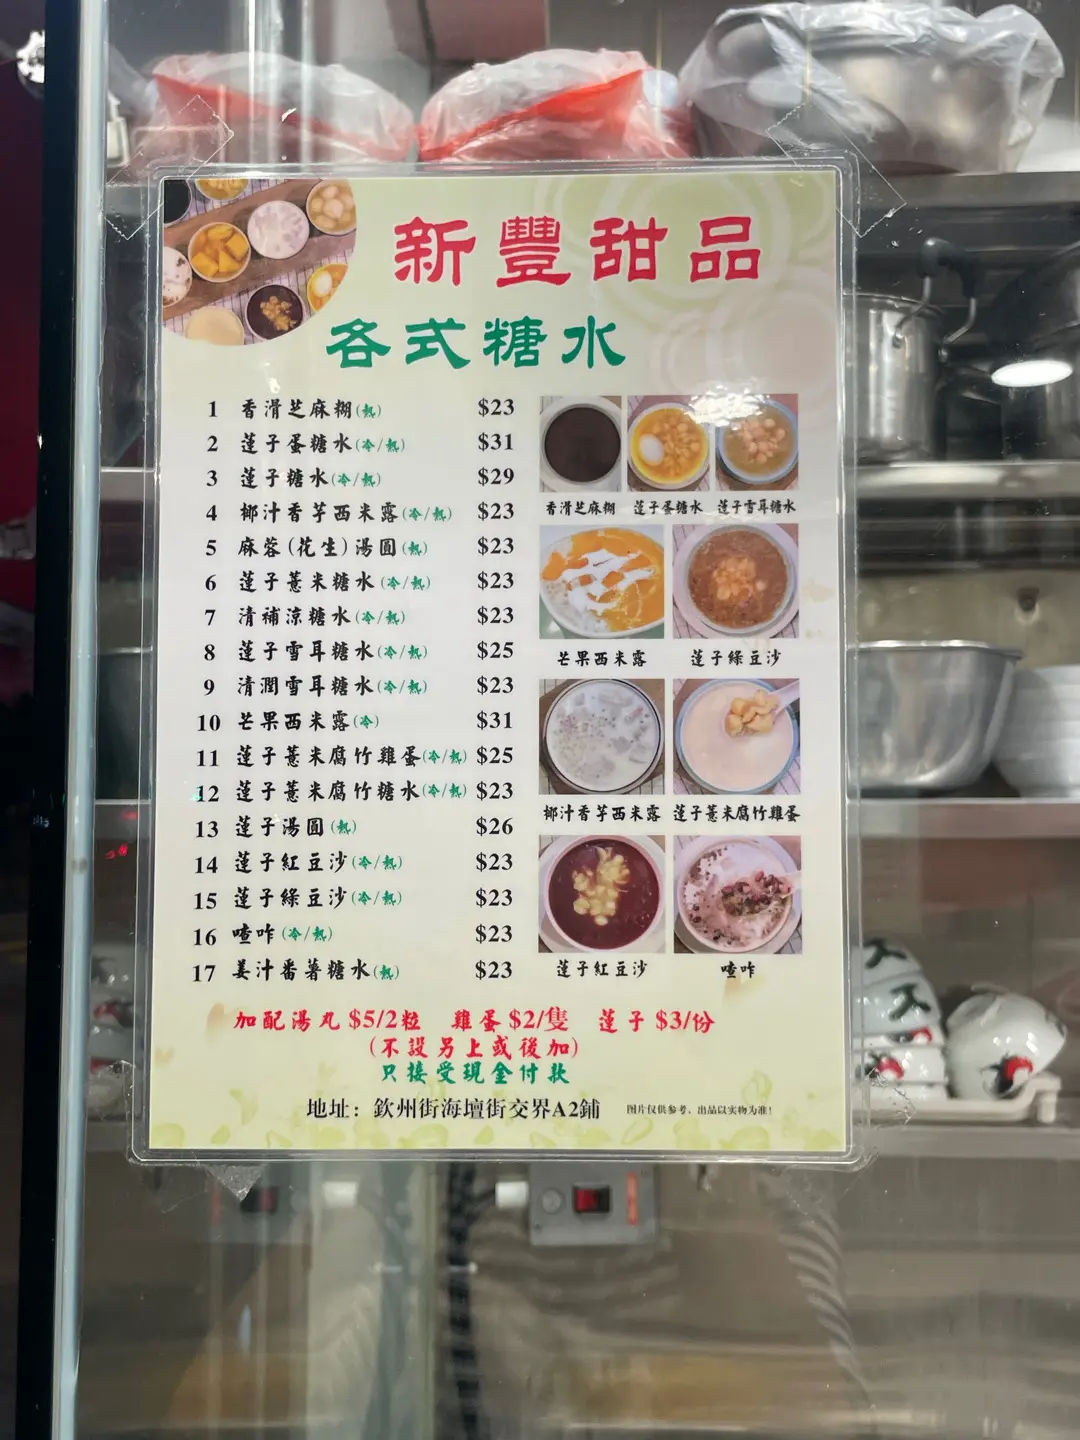 新豐甜品
各式糖水
1 香滑芝麻糊(熱) $23
2 蓮子蛋糖水(冷/熱) $31
3 蓮子糖水(冷/熱) $29
4 椰汁香芋西米露(冷/熱) $23
5 麻蓉(花生)湯圓(熱) $23
6 蓮子薏米糖水(冷/熱) $23
7 清補涼糖水(冷/熱) $23
8 蓮子雪耳糖水(冷/熱) $25
9 清潤雪耳糖水(冷/熱) $23
10 芒果西米露(冷) $31
11 蓮子薏米腐竹雞蛋(冷/熱) $25
12 蓮子薏米腐竹糖水(冷/熱) $23
13 蓮子湯圓(熱) $26
14 蓮子紅豆沙(冷/熱) $23
15 蓮子綠豆沙(冷/熱) $23
16 喳咋(冷/熱) $23
17 姜汁番薯糖水(熱) $23
香滑芝麻糊 蓮子蛋糖水 蓮子雪耳糖水
芒果西米露 蓮子綠豆沙
椰汁香芋西米露 蓮子薏米腐竹雞蛋
蓮子紅豆沙 喳咋
加配湯丸 $5/2粒 雞蛋 $2/隻 蓮子 $3/份
(不設另上或後加)
只接受現金付款
地址：欽州街海壇街交界A2鋪 图片仅供参考，出品以实物为准！